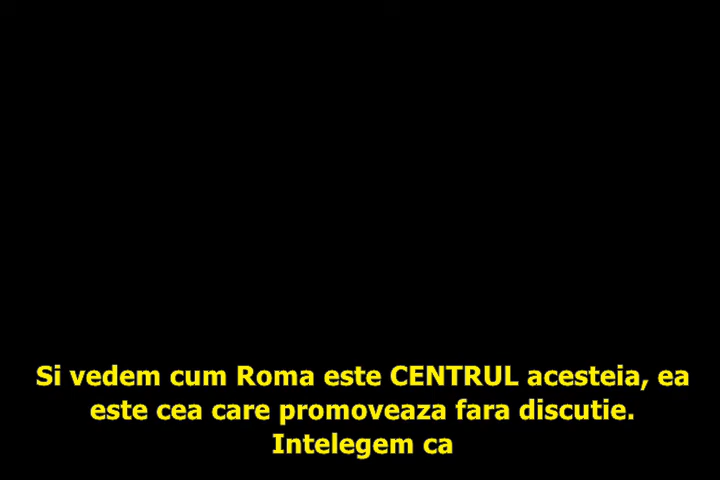 Si vedem cum Roma este CENTRUL acesteia, ea
este cea care promoveaza fara discutie.
Intelegem ca